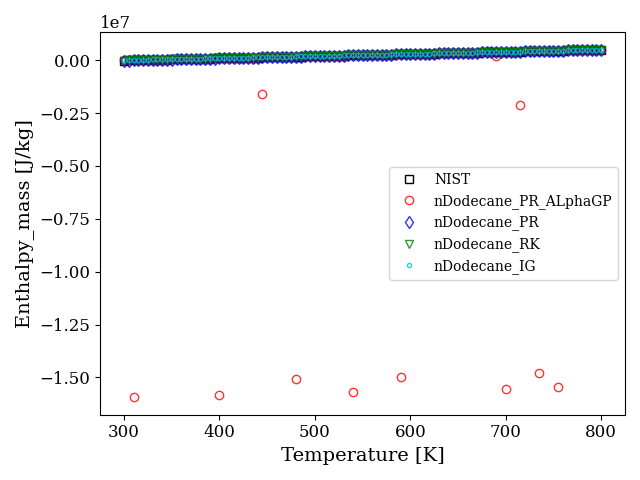 1e7
Enthalpy_mass [J/kg]
0.00
−0.25
−0.50
−0.75
−1.00
−1.25
−1.50
NIST
nDodecane_PR_ALphaGP
nDodecane_PR
nDodecane_RK
nDodecane_IG
300 400 500 600 700 800
Temperature [K]